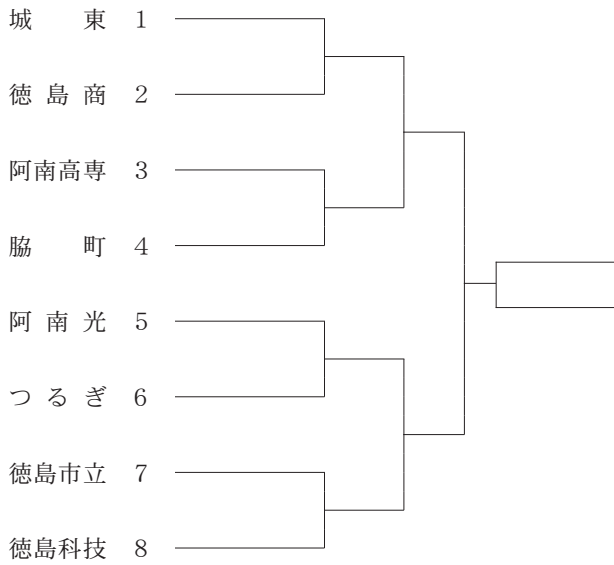 城　東 1
徳島商 2
阿南高専 3
脇　町 4
阿南光 5
つるぎ 6
徳島市立 7
徳島科技 8